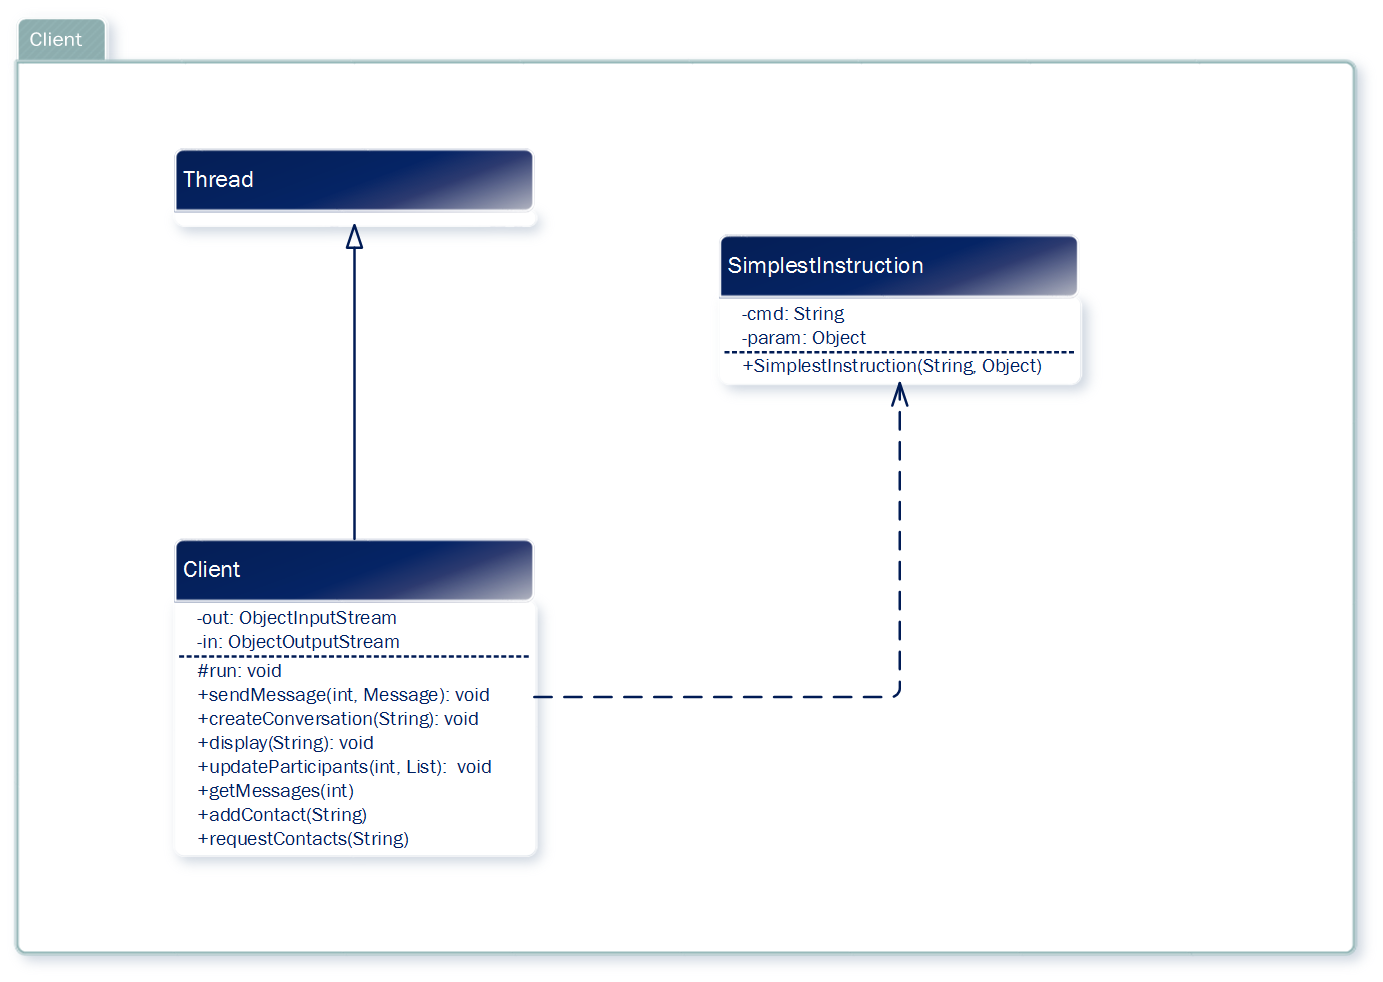 Client
Thread
SimplestInstruction
-cmd: String
-param: Object
+SimplestInstruction(String, Object)
Client
-out: ObjectInputStream
-in: ObjectOutputStream
#run: void
+sendMessage(int, Message): void
+createConversation(String): void
+display(String): void
+updateParticipants(int, List):  void
+getMessages(int)
+addContact(String)
+requestContacts(String)